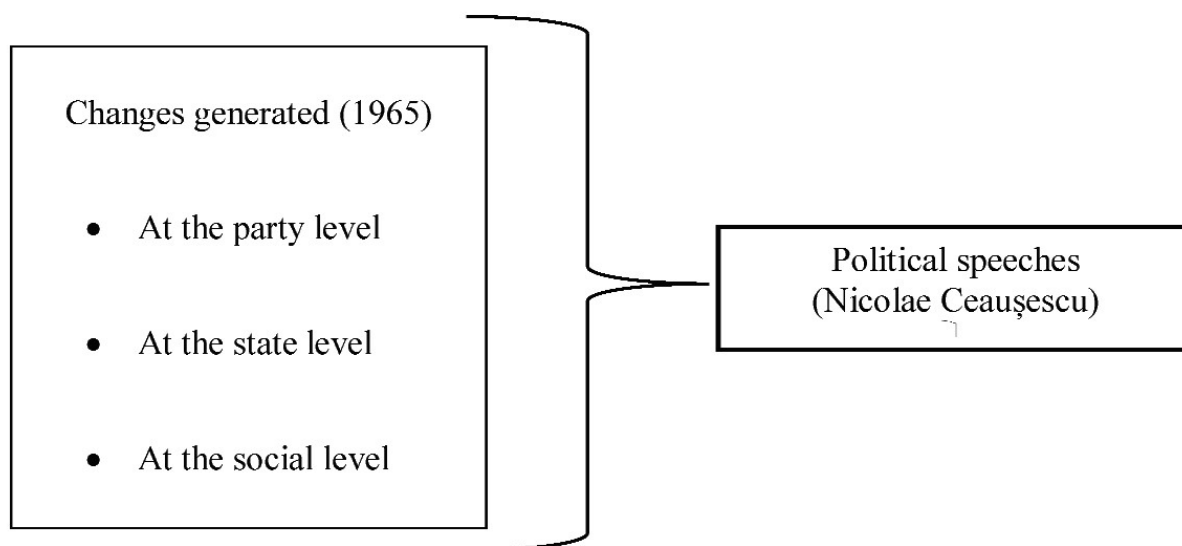 Changes generated (1965)
• At the party level
• At the state level
• At the social level
Political speeches
(Nicolae Ceaușescu)